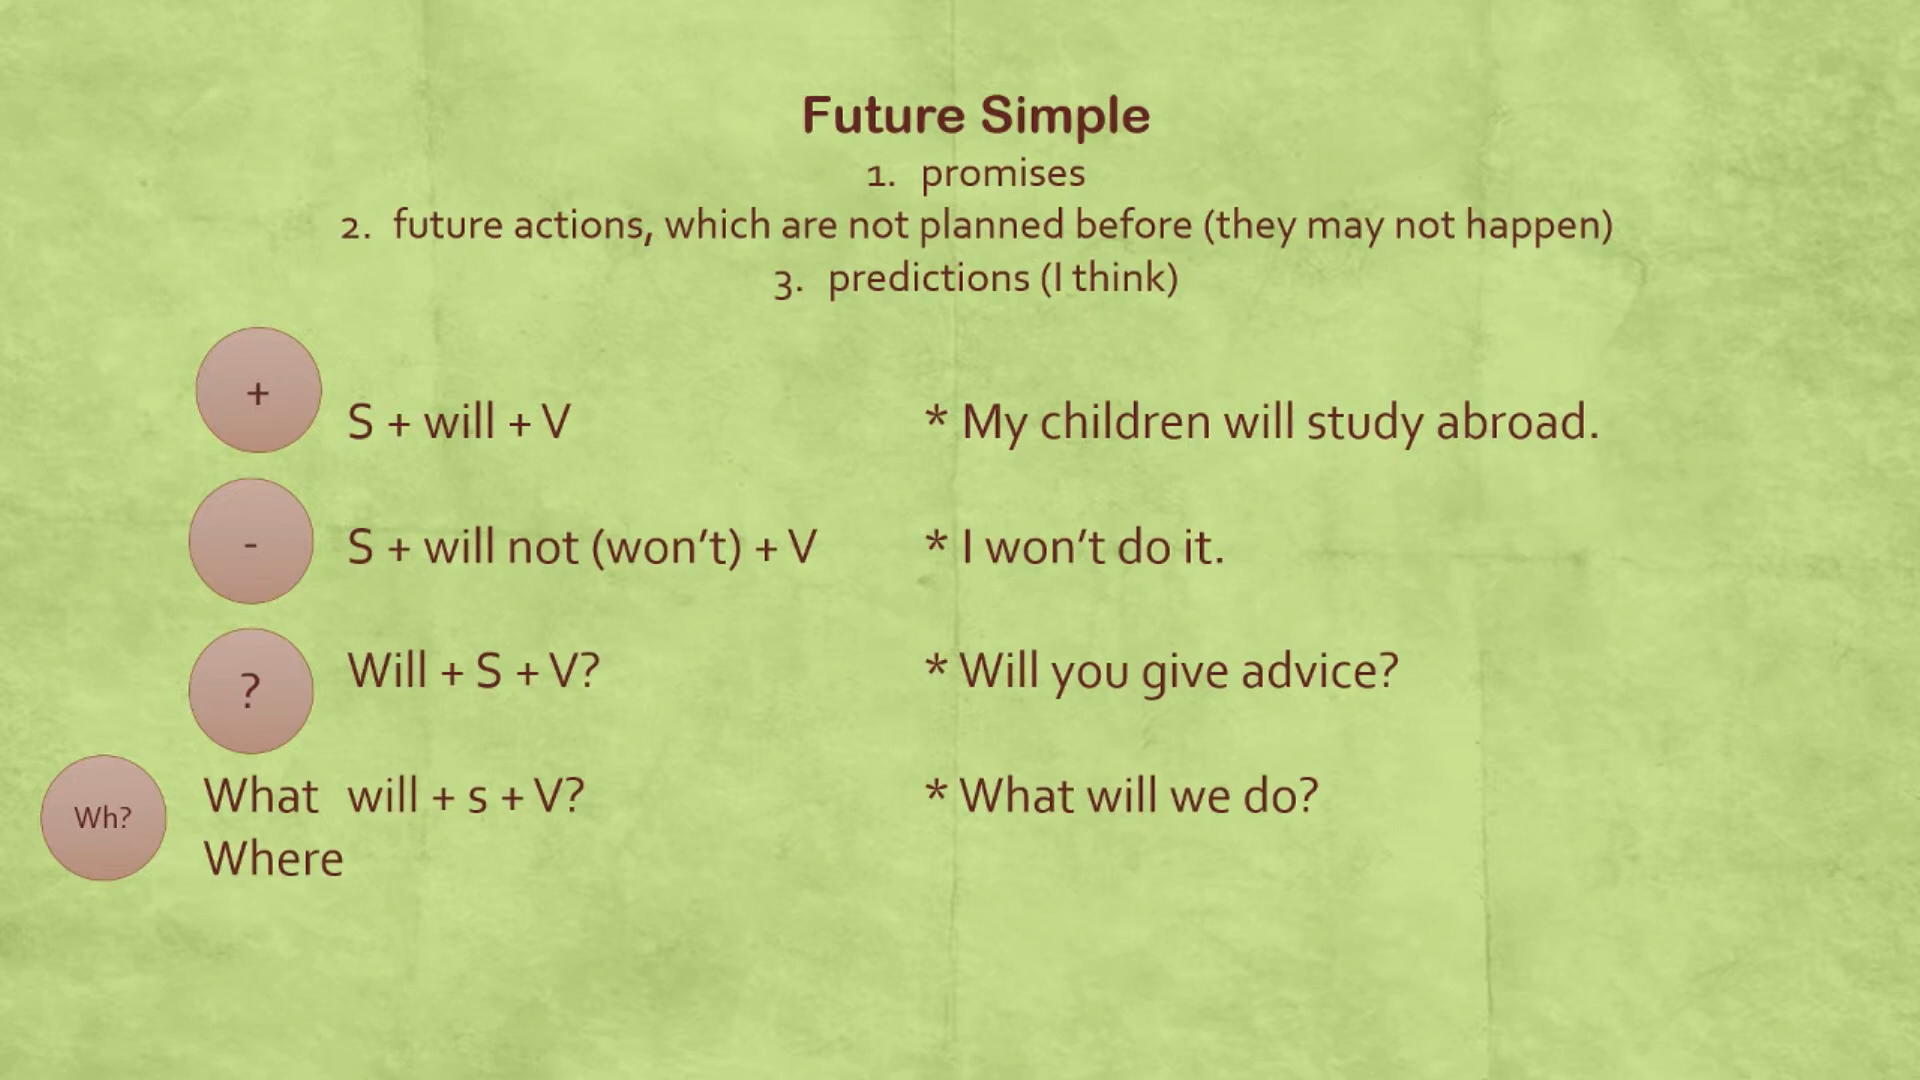 Future Simple
1. promises
2. future actions, which are not planned before (they may not happen)
3. predictions (I think)
+
S + will + V
* My children will study abroad.
-
S + will not (won’t) + V
* I won’t do it.
?
Will + S + V?
* Will you give advice?
Wh?
What will + s + V?
* What will we do?
Where